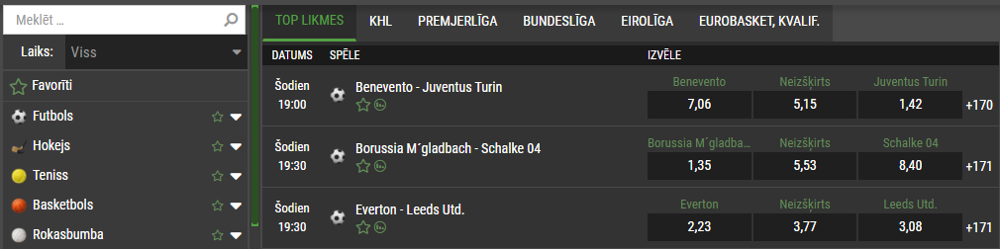 Meklēt ...
Laiks: Viss
Favorīti
Futbols
Hokejs
Teniss
Basketbols
Rokasbumba
TOP LIKMES KHL PREMJERLĪGA BUNDESLĪGA EIROLĪGA EUROBASKET, KVALIF.
DATUMS SPĒLE IZVĒLE
Šodien
19:00
Benevento - Juventus Turin
Benevento Neizšķirts Juventus Turin
7,06 5,15 1,42 +170
Šodien
19:30
Borussia M´gladbach - Schalke 04
Borussia M´gladba... Neizšķirts Schalke 04
1,35 5,53 8,40 +171
Šodien
19:30
Everton - Leeds Utd.
Everton Neizšķirts Leeds Utd.
2,23 3,77 3,08 +171